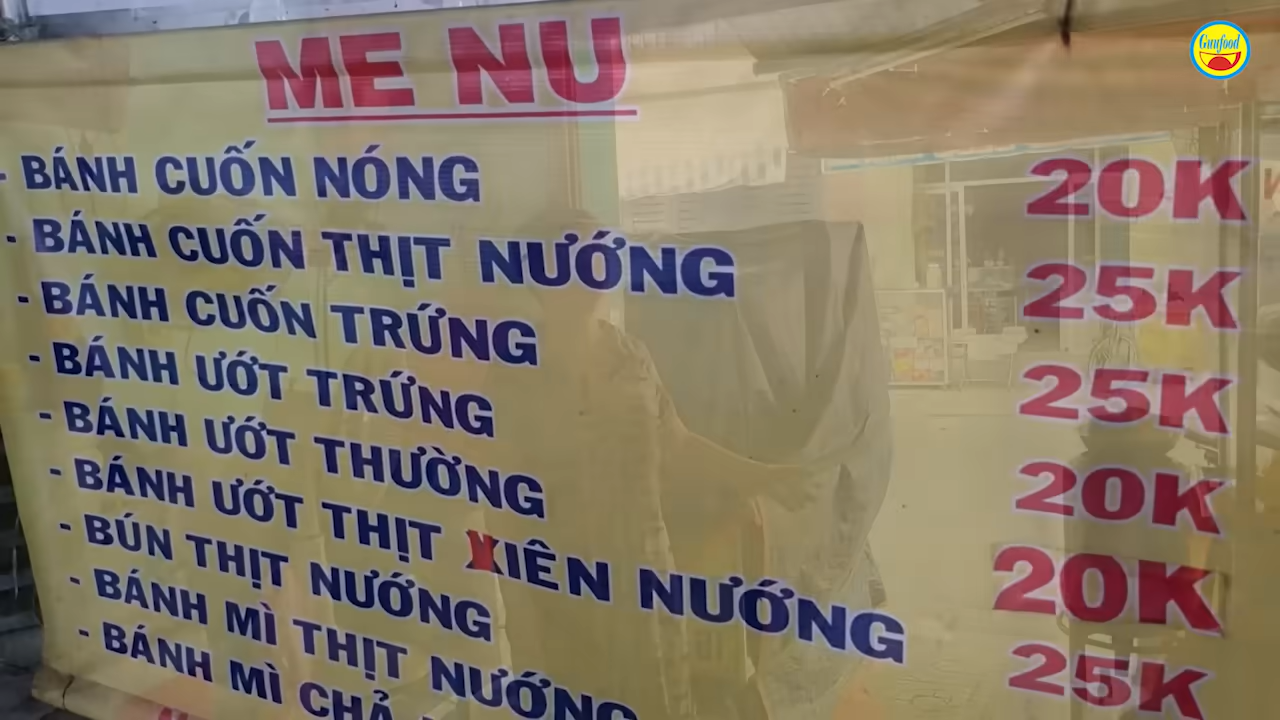 Guufood
ME NU
- BÁNH CUỐN NÓNG 20K
- BÁNH CUỐN THỊT NƯỚNG 25K
- BÁNH CUỐN TRỨNG 25K
- BÁNH ƯỚT TRỨNG 20K
- BÁNH ƯỚT THƯỜNG 20K
- BÁNH ƯỚT THỊT XIÊN NƯỚNG 25K
- BÚN THỊT NƯỚNG
- BÁNH MÌ THỊT NƯỚNG
- BÁNH MÌ CHẢ